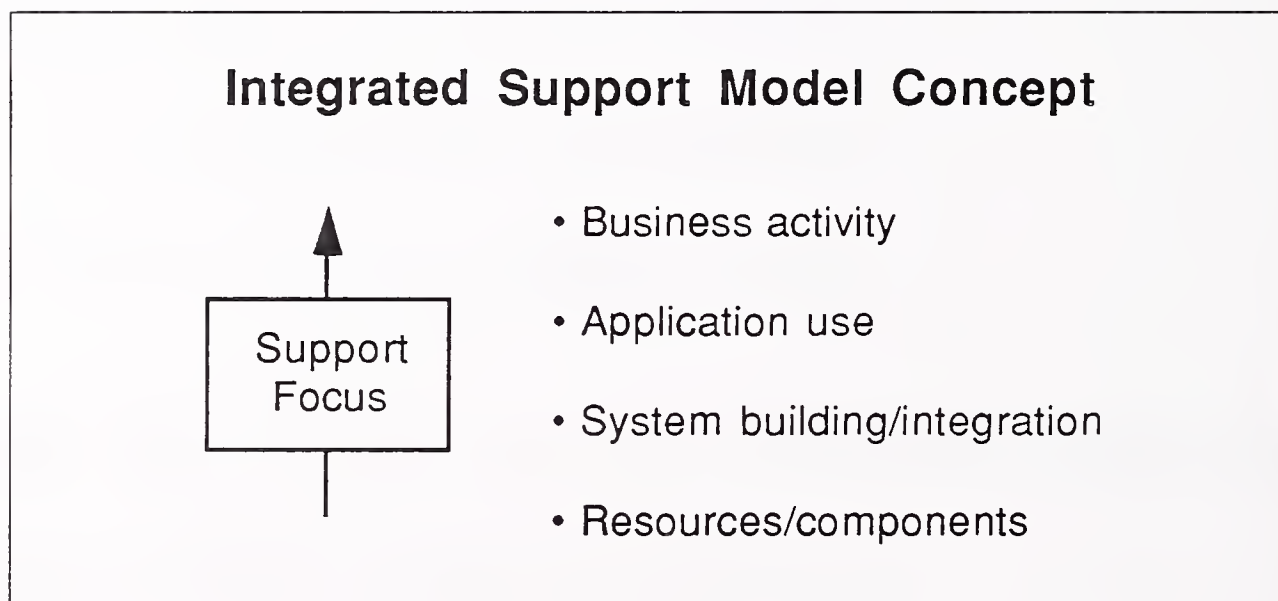 Integrated Support Model Concept
Support
Focus
• Business activity
• Application use
• System building/integration
• Resources/components